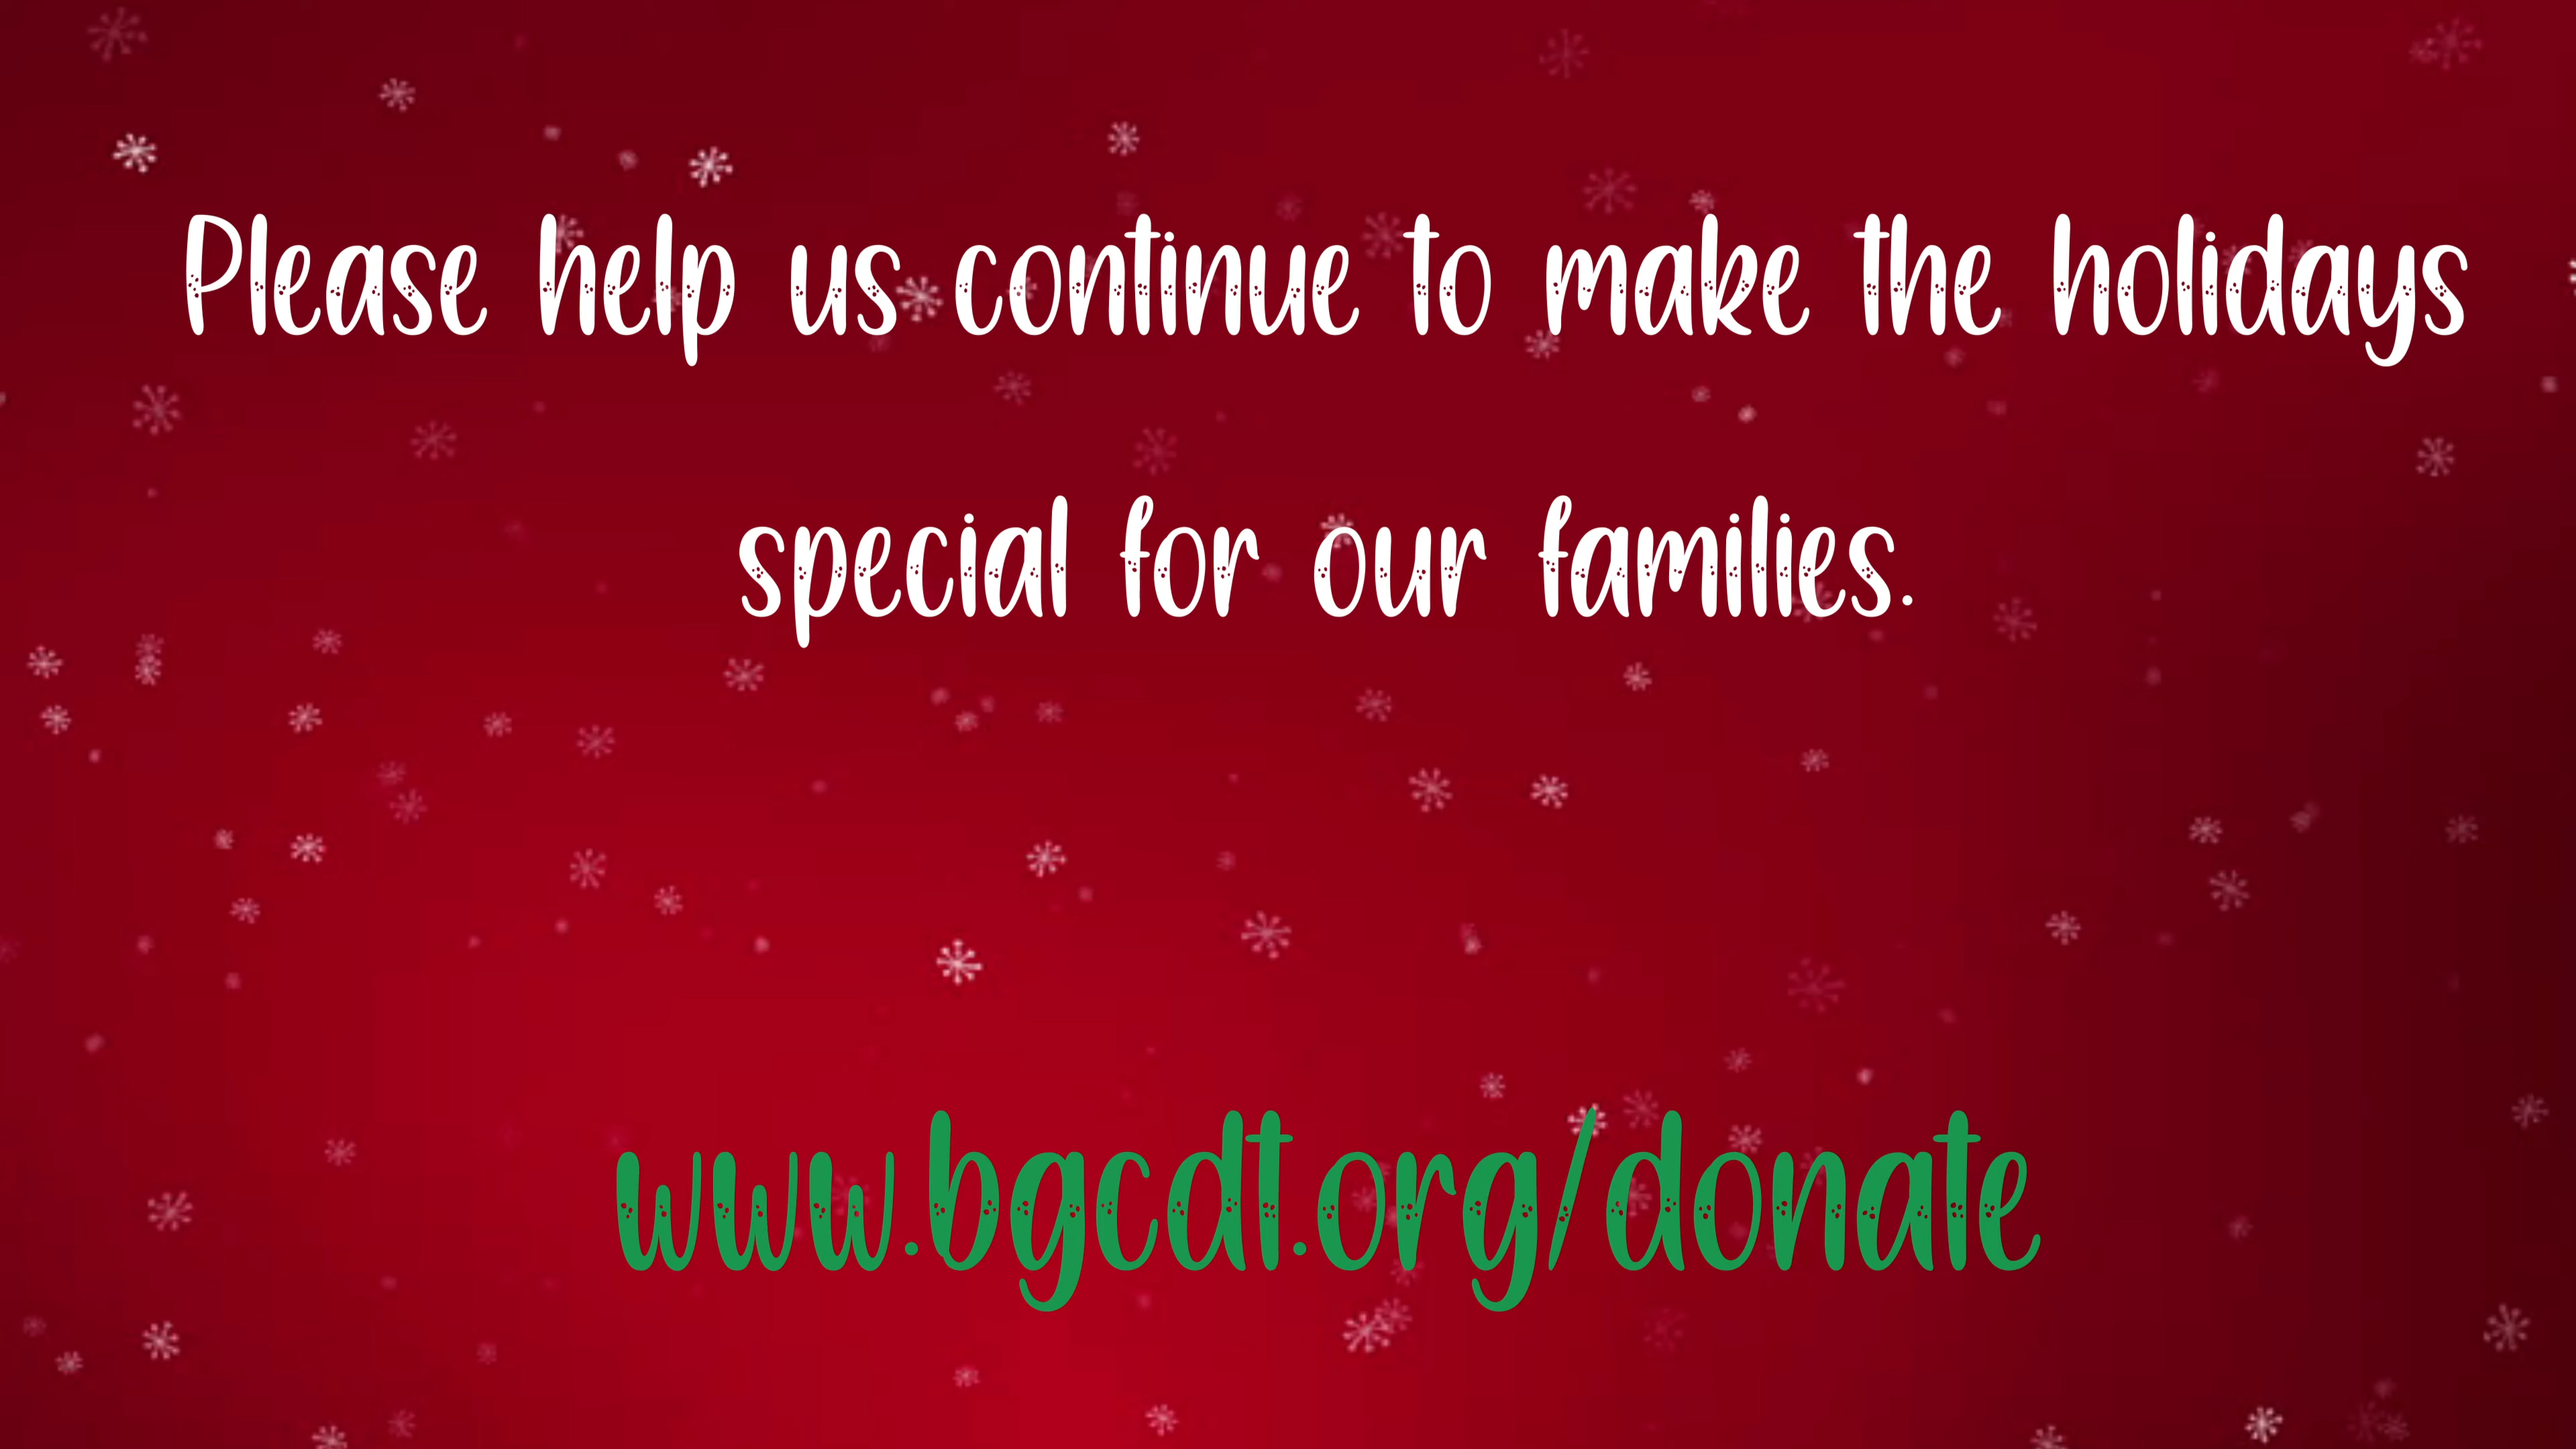 Please help us continue to make the holidays
special for our families.
www.bgcdt.org/donate